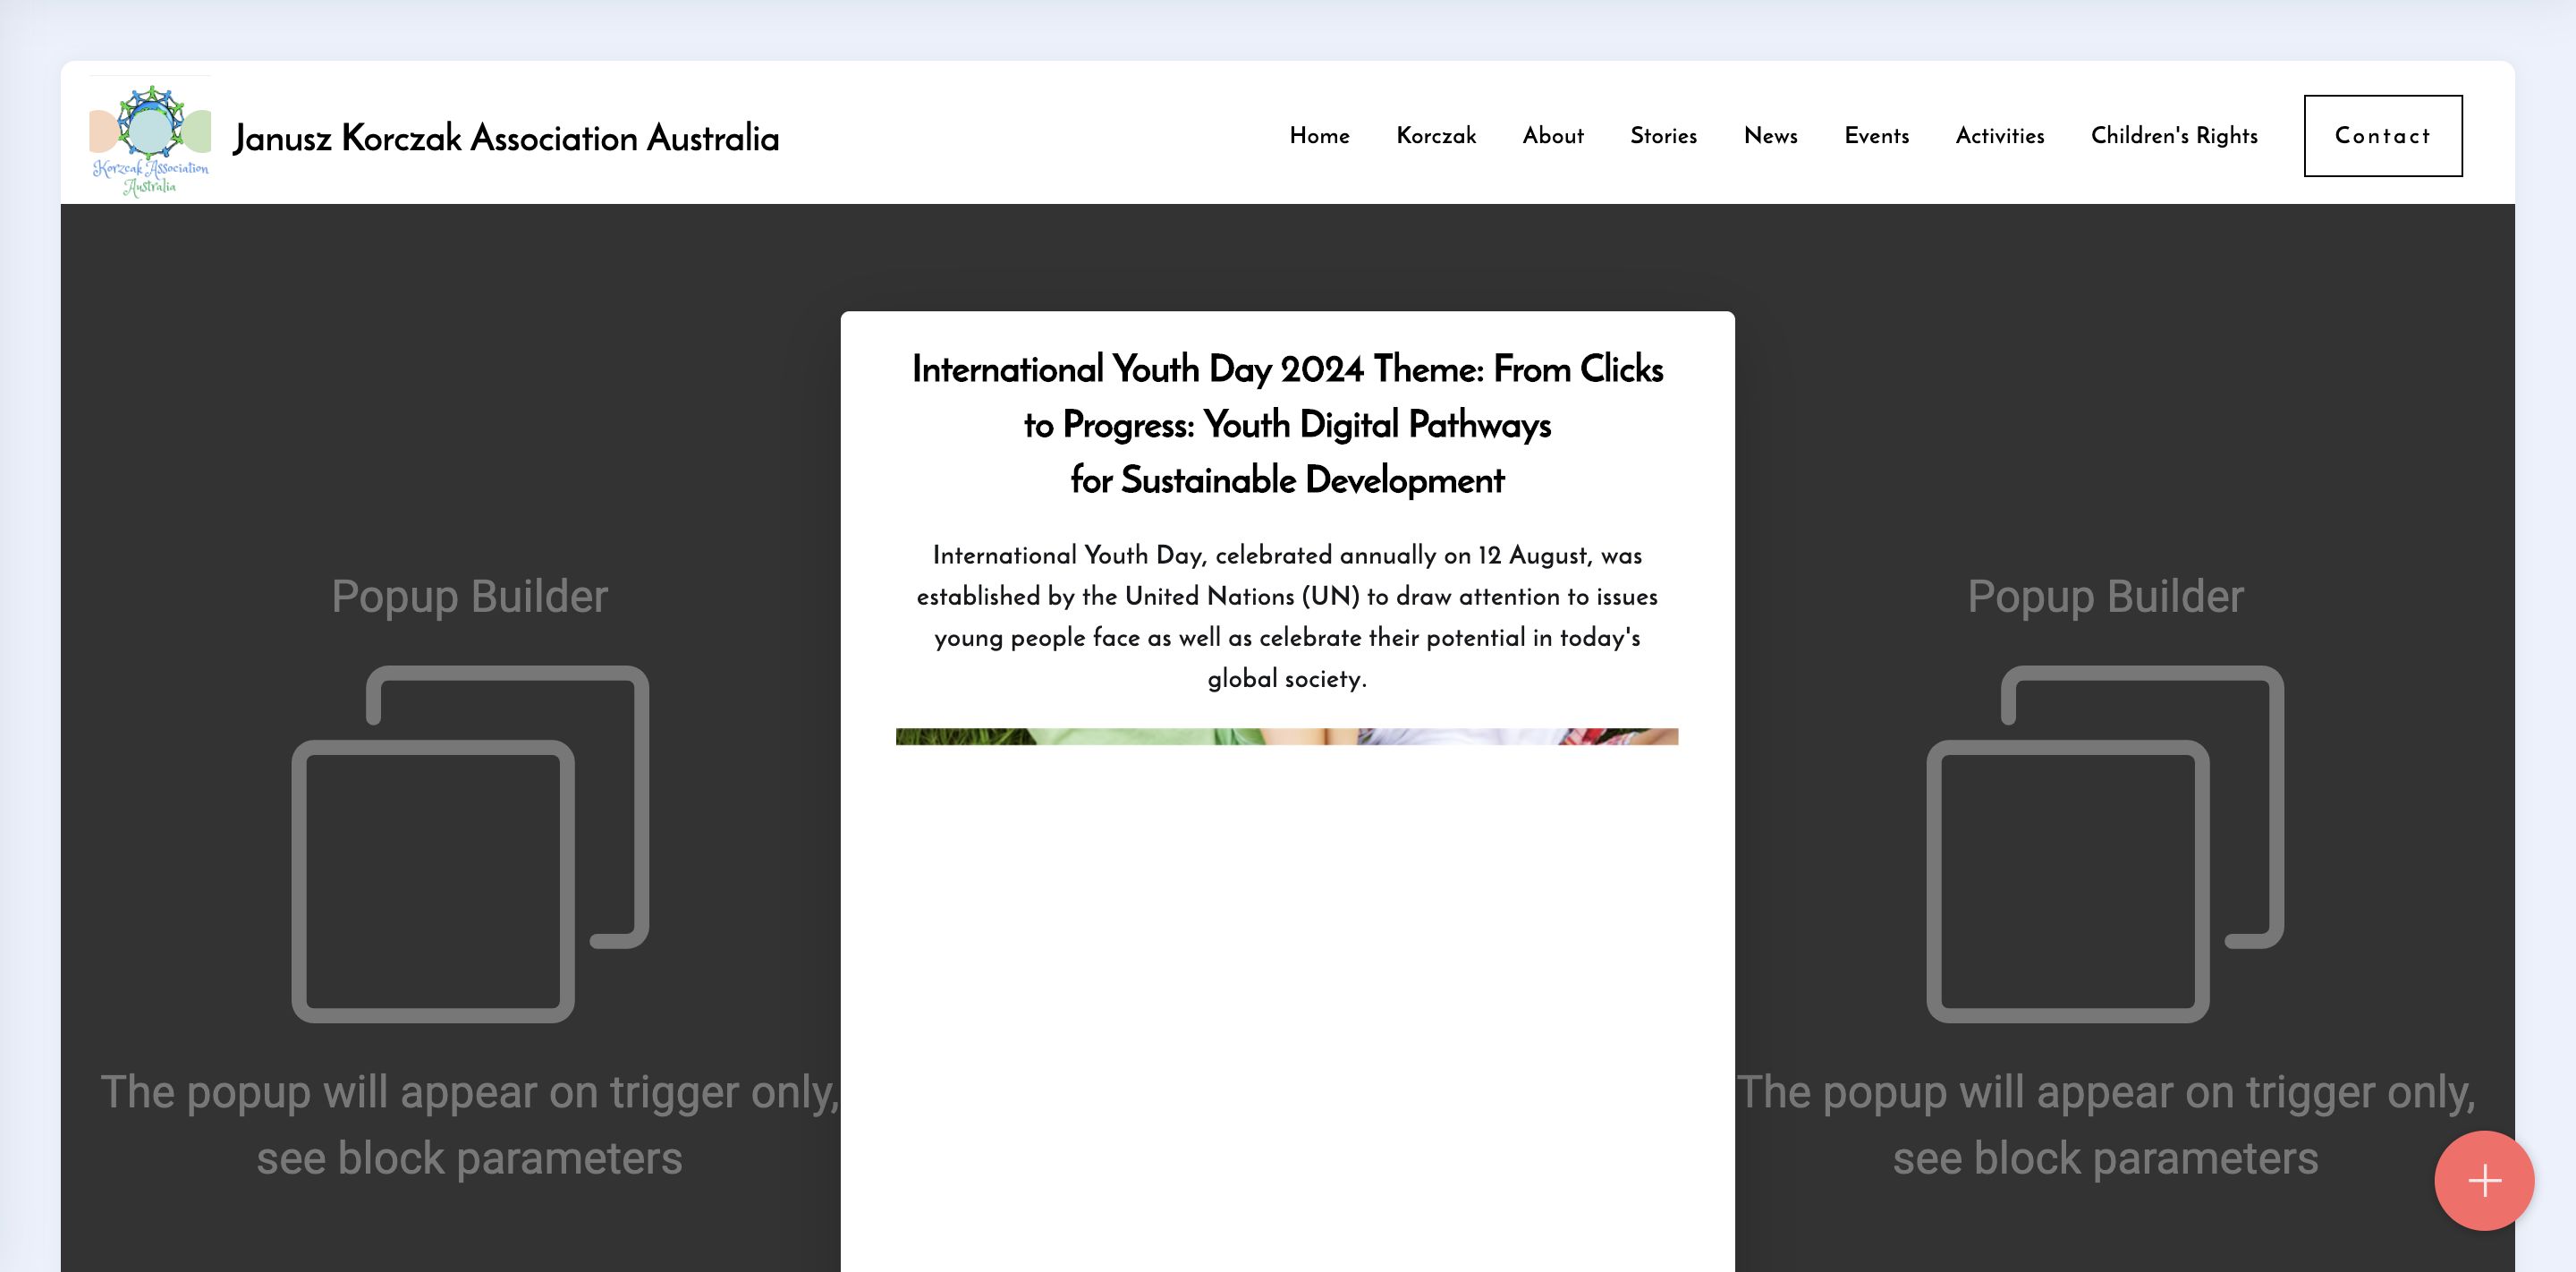 Korzcak Association
Australia
Janusz Korczak Association Australia
Home Korczak About Stories News Events Activities Children's Rights Contact
International Youth Day 2024 Theme: From Clicks
to Progress: Youth Digital Pathways
for Sustainable Development
International Youth Day, celebrated annually on 12 August, was
established by the United Nations (UN) to draw attention to issues
young people face as well as celebrate their potential in today's
global society.
Popup Builder
The popup will appear on trigger only,
see block parameters
Popup Builder
The popup will appear on trigger only,
see block parameters